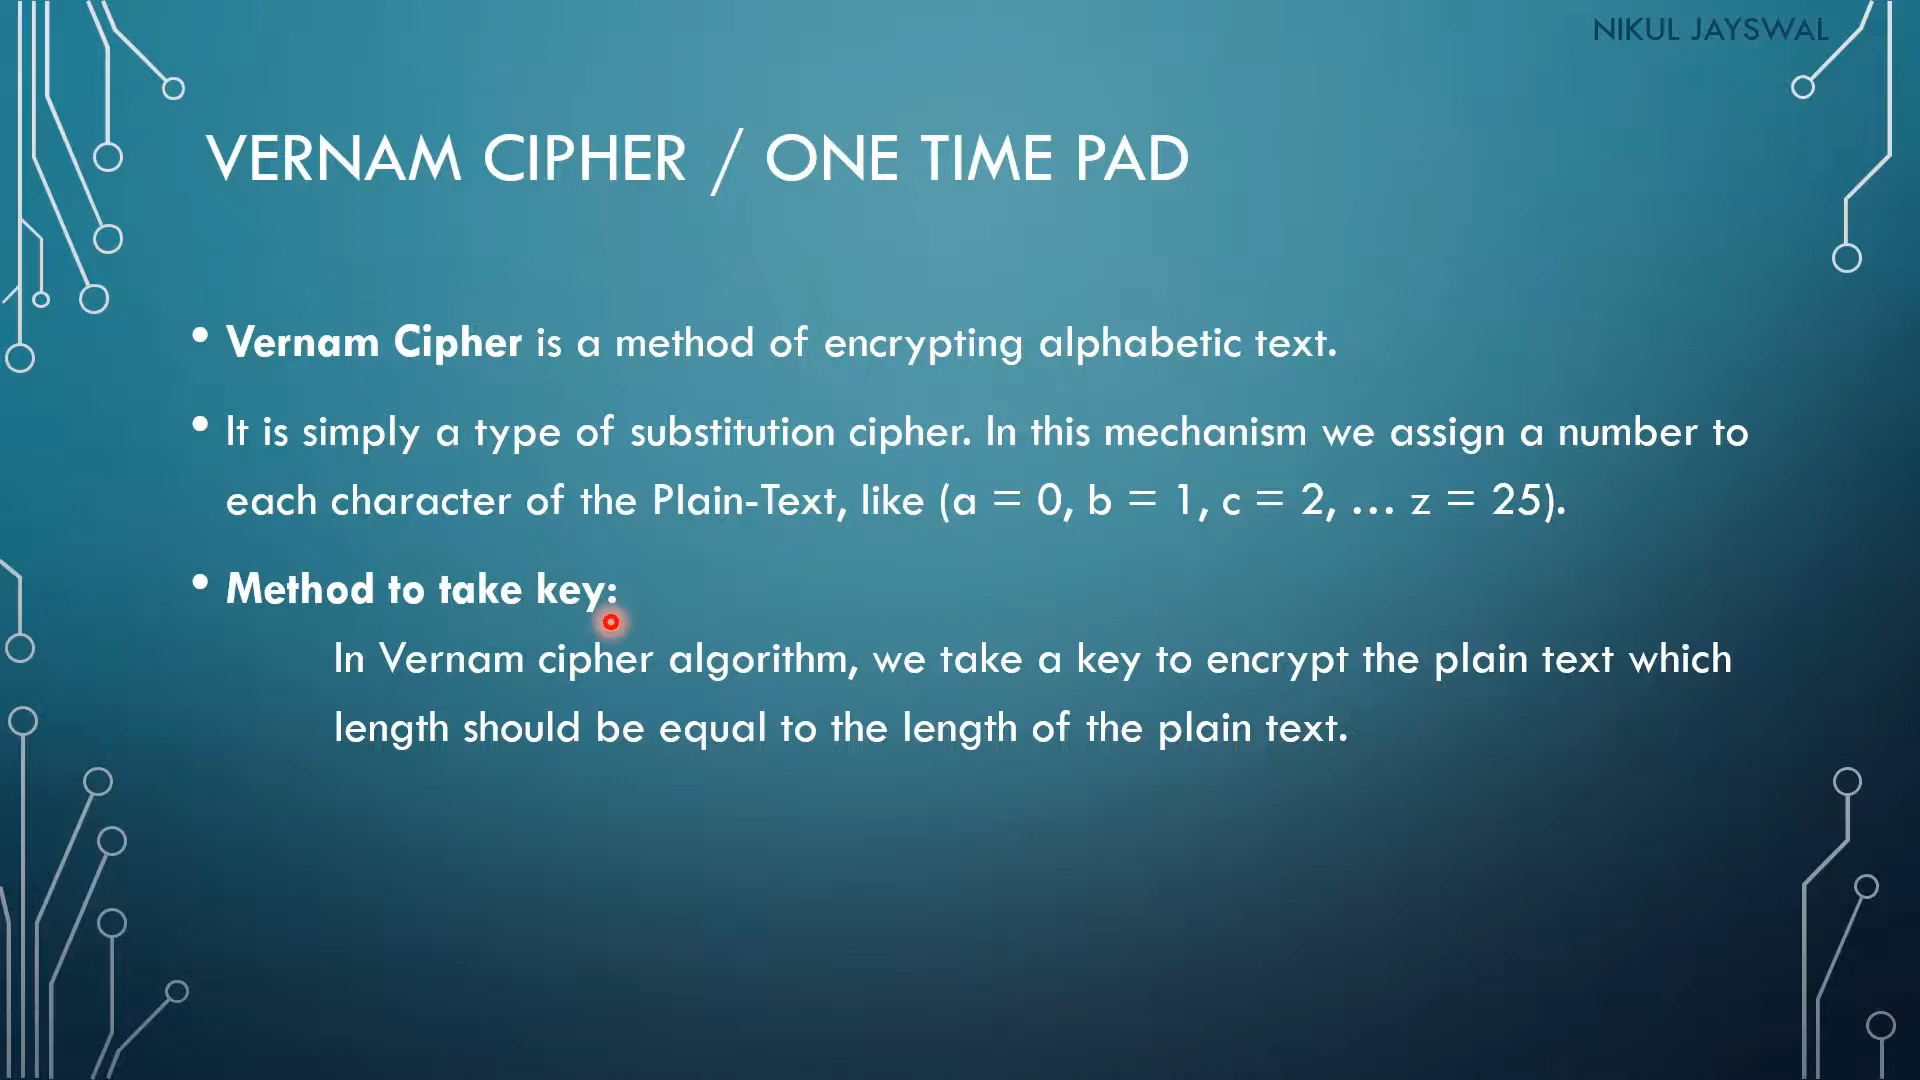 NIKUL JAYSWAL
VERNAM CIPHER / ONE TIME PAD
• Vernam Cipher is a method of encrypting alphabetic text.
• It is simply a type of substitution cipher. In this mechanism we assign a number to
each character of the Plain-Text, like (a = 0, b = 1, c = 2, … z = 25).
• Method to take key:
In Vernam cipher algorithm, we take a key to encrypt the plain text which
length should be equal to the length of the plain text.